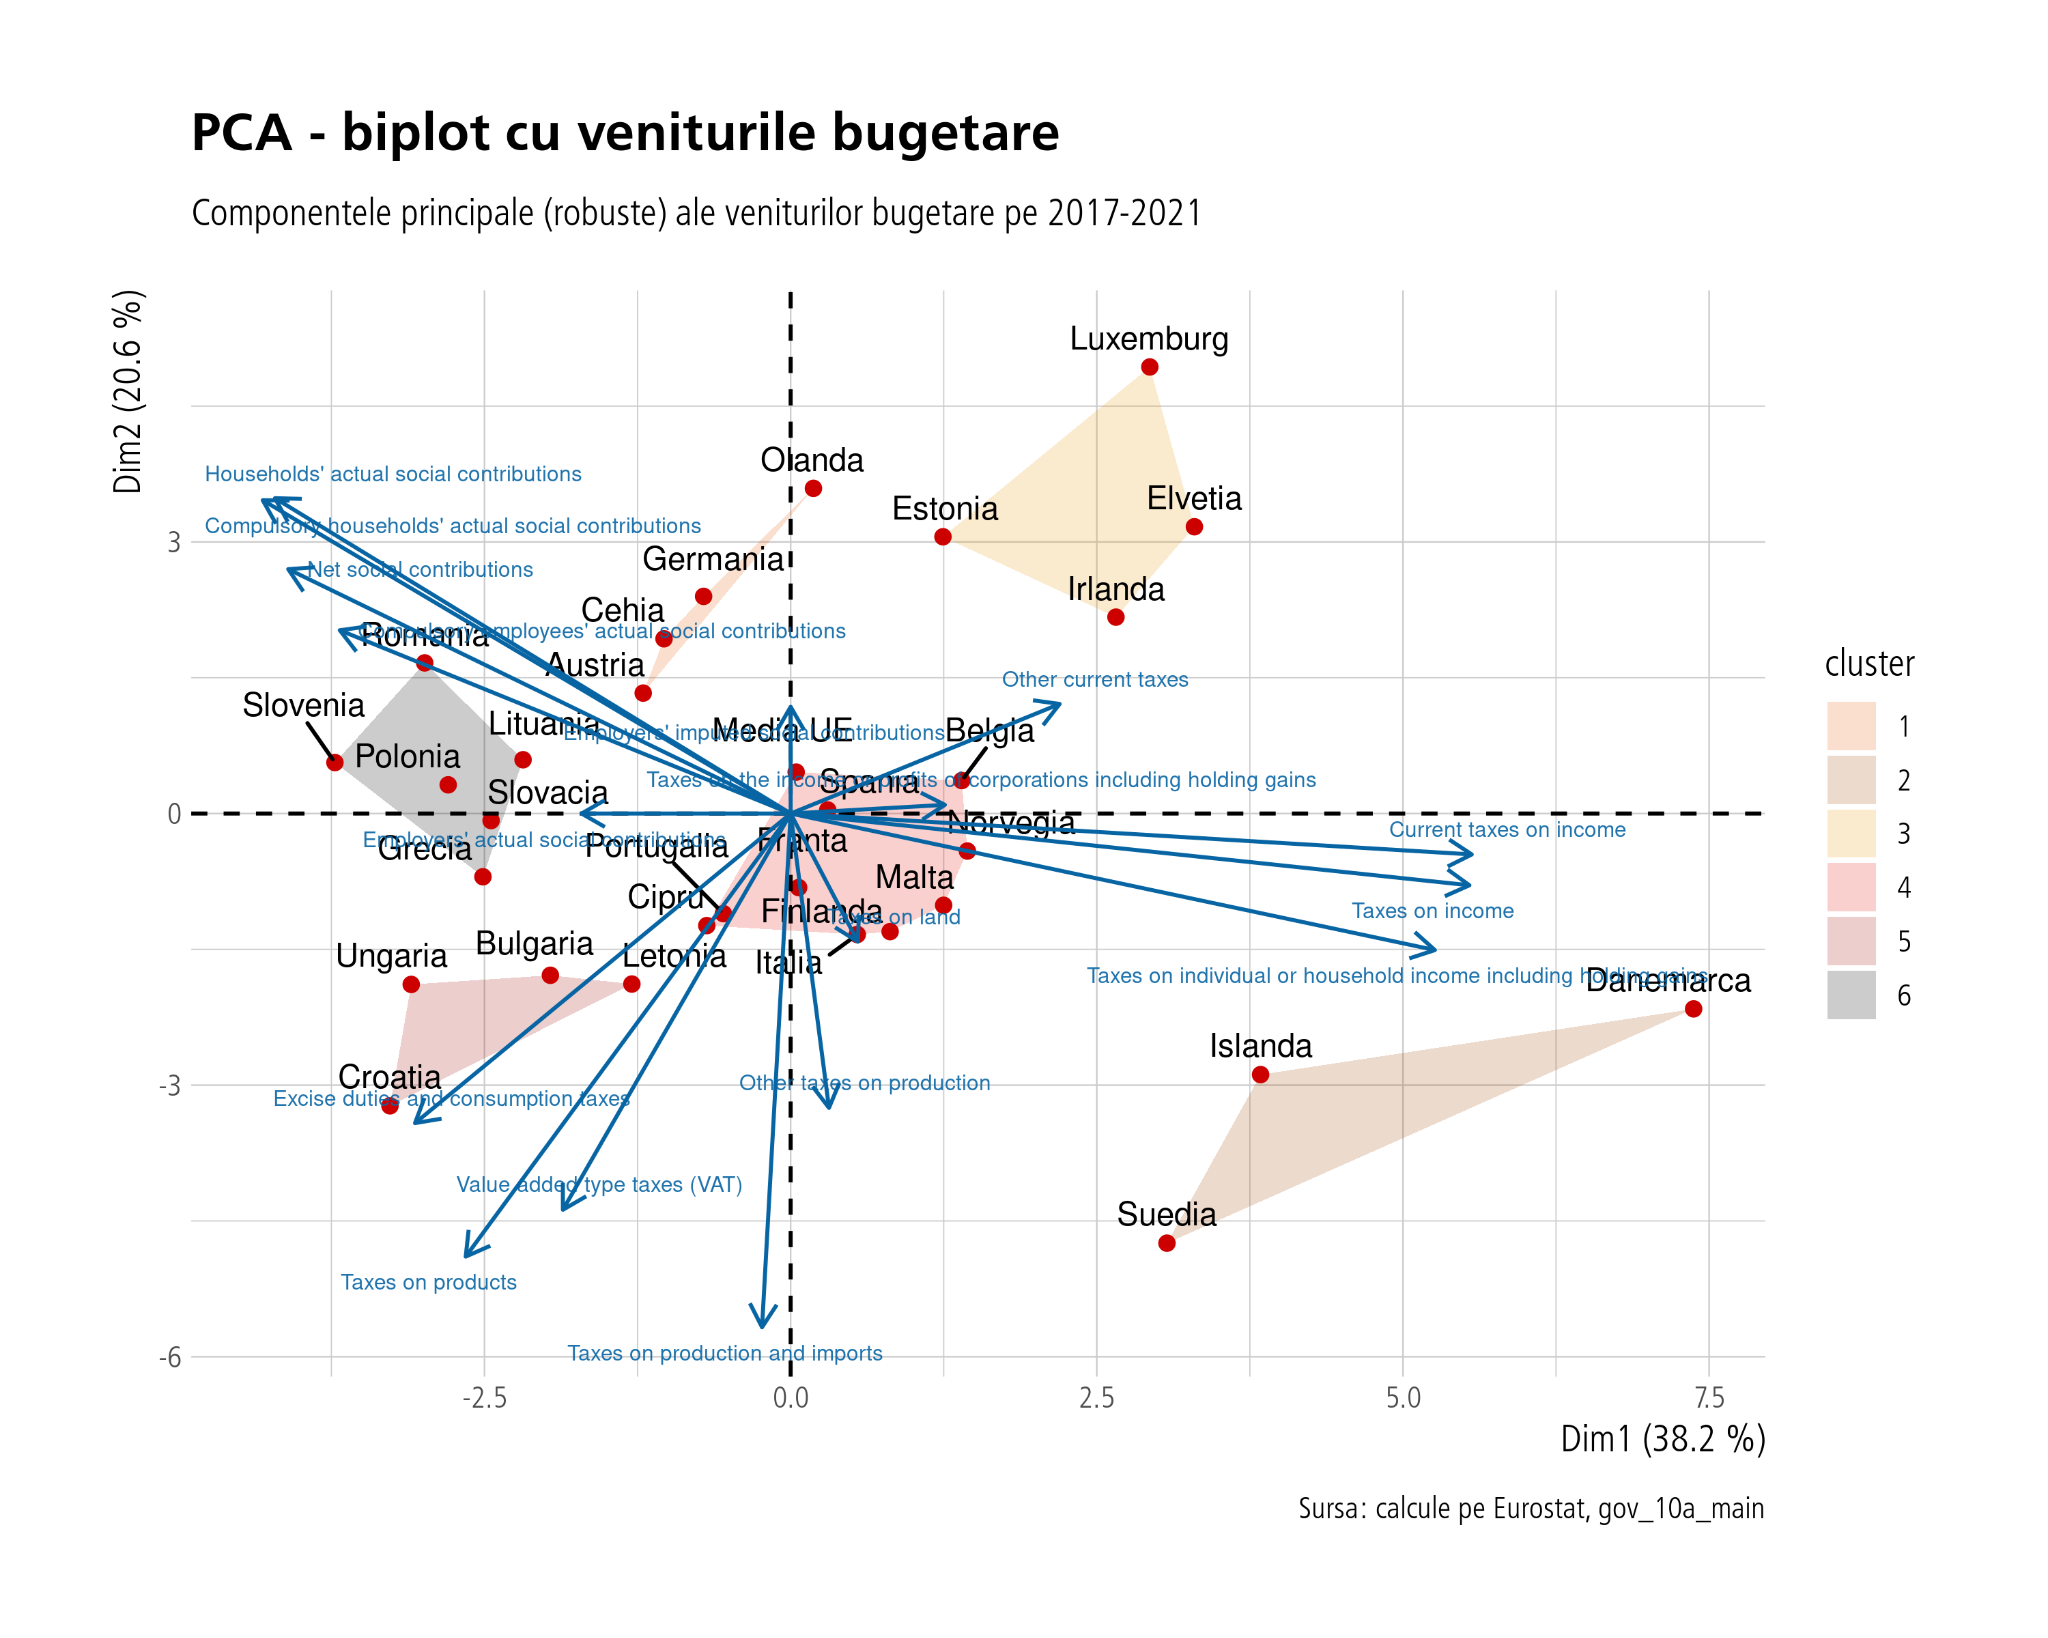 PCA - biplot cu veniturile bugetare
Componentele principale (robuste) ale veniturilor bugetare pe 2017-2021
Dim2 (20.6 %)
Luxemburg
Olanda
Households' actual social contributions
Elvetia
Estonia
Compulsory households' actual social contributions
3
Germania
Net social contributions
Irlanda
Cehia
Compulsory employees' actual social contributions
Romania
Austria
Other current taxes
Slovenia
Lituania
Media UE
Employers' imputed social contributions
Belgia
Polonia
Taxes on the income or profits of corporations including holding gains
Spania
Slovacia
0
Norvegia
Current taxes on income
Employers' actual social contributions
Franta
Portugalia
Grecia
Malta
Cipru
Finlanda
Taxes on land
Taxes on income
Bulgaria
Ungaria
Letonia
Italia
Taxes on individual or household income including holding gains
Danemarca
Islanda
Croatia
Other taxes on production
-3
Excise duties and consumption taxes
Value added type taxes (VAT)
Suedia
Taxes on products
Taxes on production and imports
-6
-2.5
0.0
2.5
5.0
7.5
Dim1 (38.2 %)
cluster
1
2
3
4
5
6
Sursa: calcule pe Eurostat, gov_10a_main